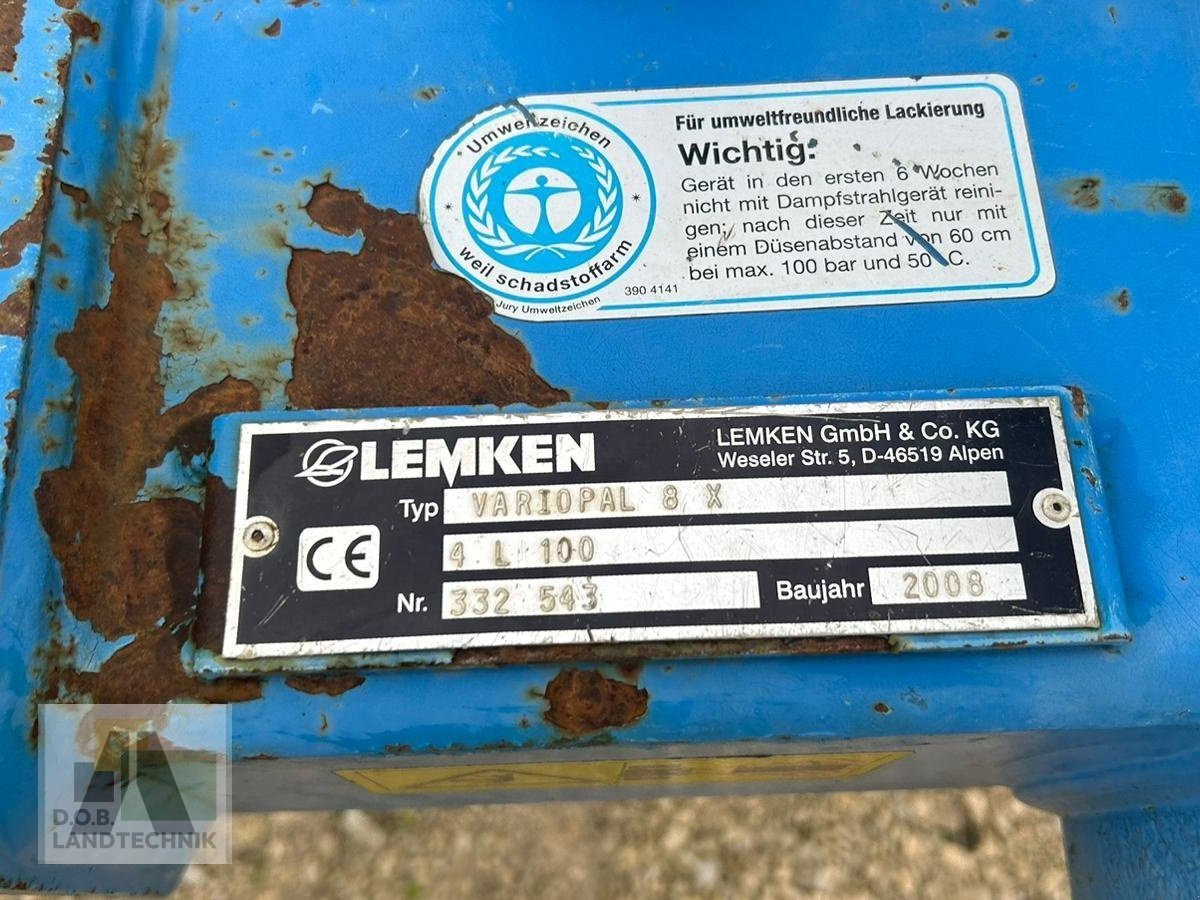 Umweltzeichen
weil schadstoffarm
Jury Umweltzeichen
Für umweltfreundliche Lackierung
Wichtig:
Gerät in den ersten 6 Wochen
nicht mit Dampfstrahlgerät reini-
gen; nach dieser Zeit nur mit
einem Düsenabstand von 60 cm
bei max. 100 bar und 50°C.
390 4141
LEMKEN
LEMKEN GmbH & Co. KG
Weseler Str. 5, D-46519 Alpen
Typ VARIOPAL 8 X
CE 4 L 100
Nr. 332 543 Baujahr 2008
D.O.B.
LANDTECHNIK